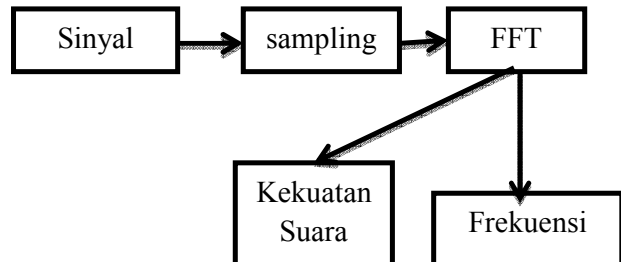 Sinyal
sampling
FFT
Kekuatan
Suara
Frekuensi